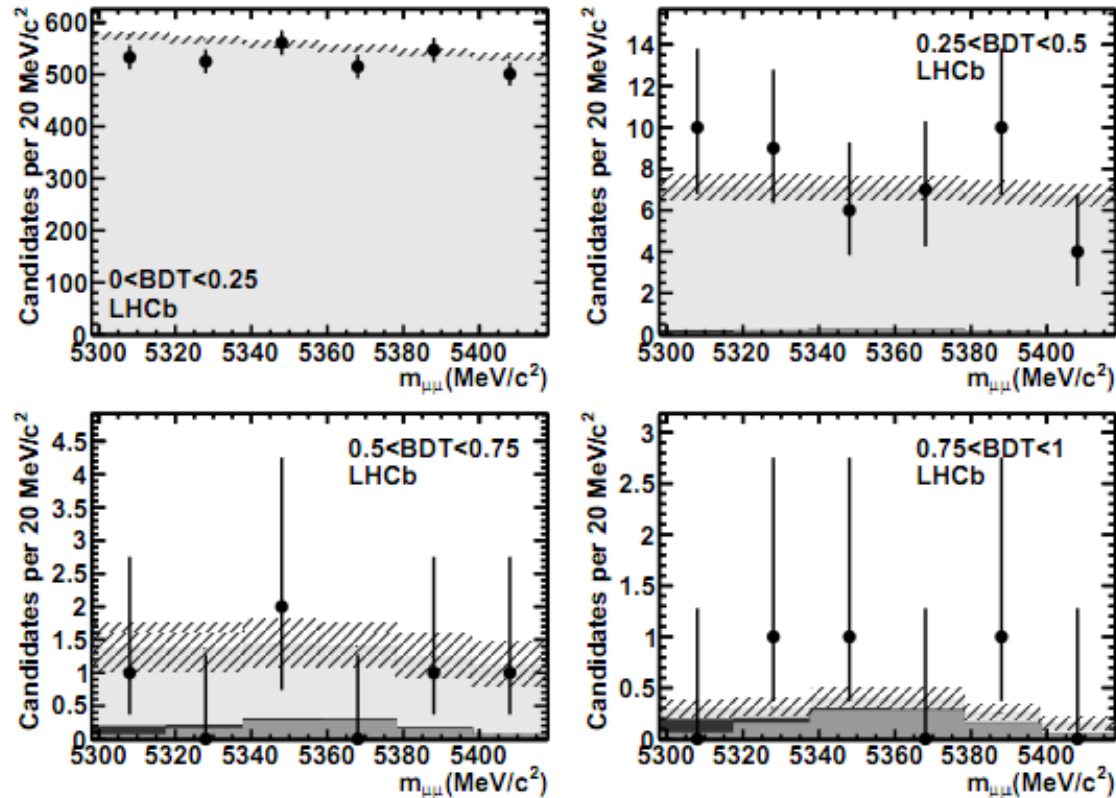 Candidates per 20 MeV/c²
600
500
400
300
200
100
0
0<BDT<0.25
LHCb
5300 5320 5340 5360 5380 5400
mμμ(MeV/c²)
Candidates per 20 MeV/c²
14
12
10
8
6
4
2
0
0.25<BDT<0.5
LHCb
5300 5320 5340 5360 5380 5400
mμμ(MeV/c²)
Candidates per 20 MeV/c²
4.5
4
3.5
3
2.5
2
1.5
1
0.5
0
0.5<BDT<0.75
LHCb
5300 5320 5340 5360 5380 5400
mμμ(MeV/c²)
Candidates per 20 MeV/c²
3
2.5
2
1.5
1
0.5
0
0.75<BDT<1
LHCb
5300 5320 5340 5360 5380 5400
mμμ(MeV/c²)